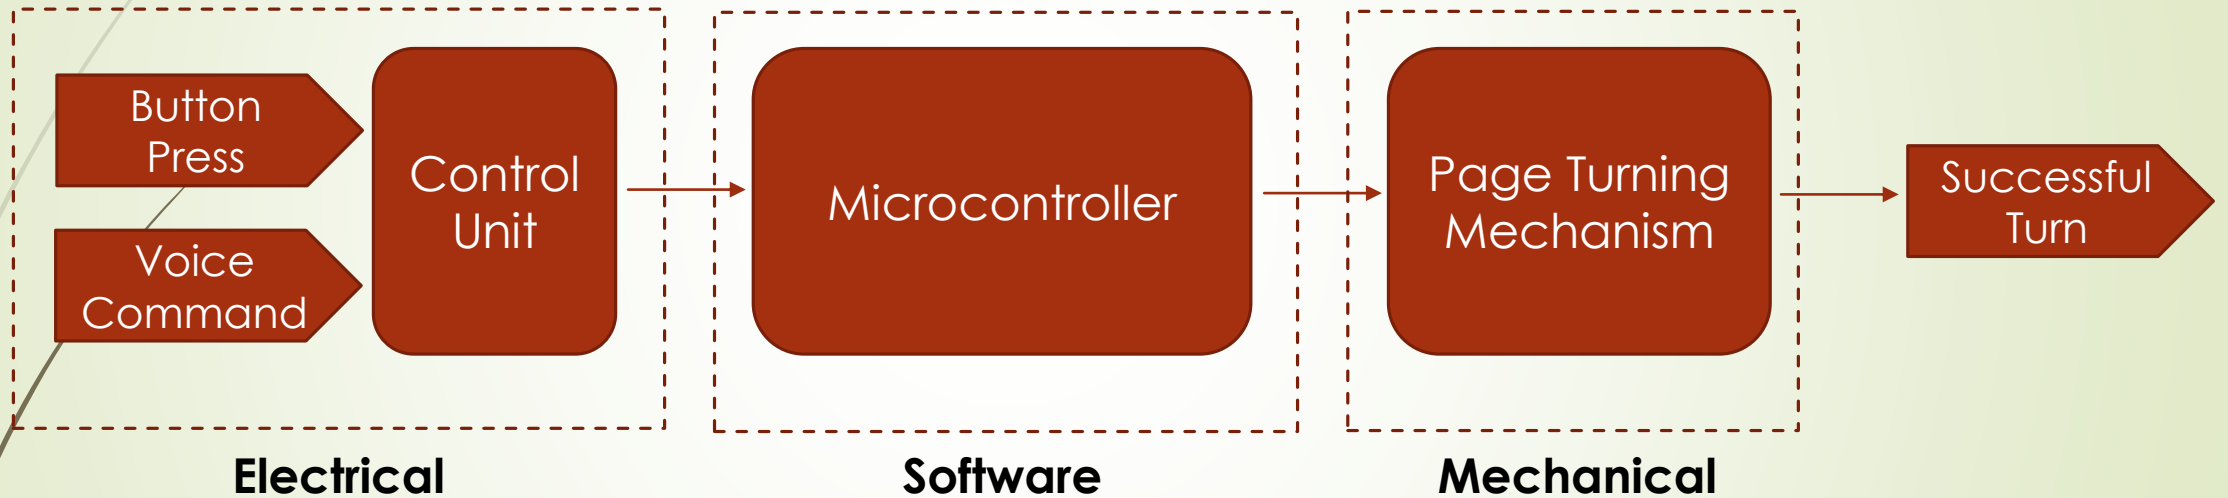 Button
Press
Voice
Command
Control
Unit
Electrical
Microcontroller
Software
Page Turning
Mechanism
Mechanical
Successful
Turn